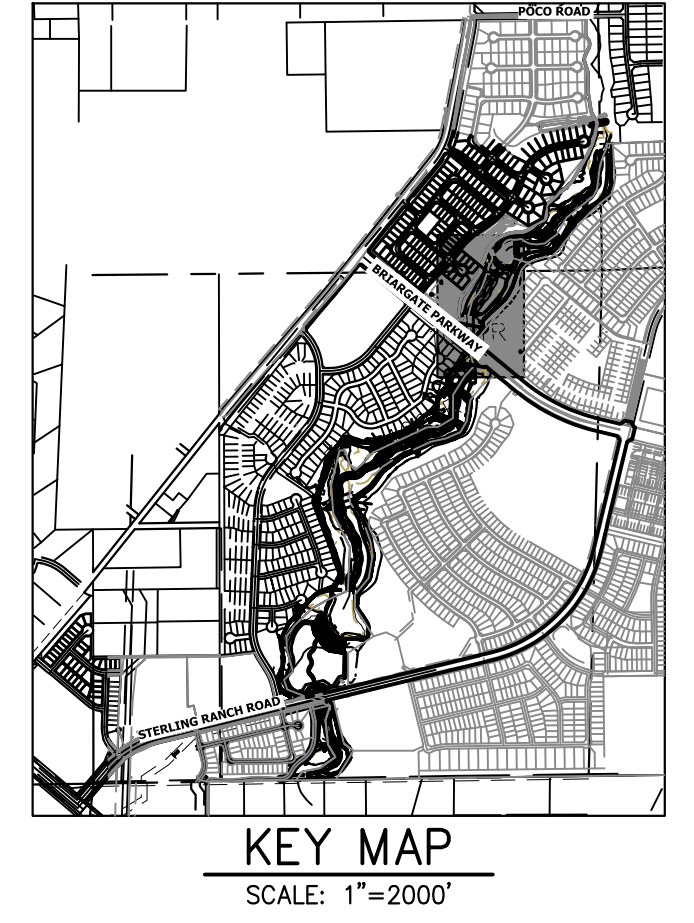 POCO ROAD
BRIARGATE PARKWAY
R
STERLING RANCH ROAD
KEY MAP
SCALE: 1"=2000'